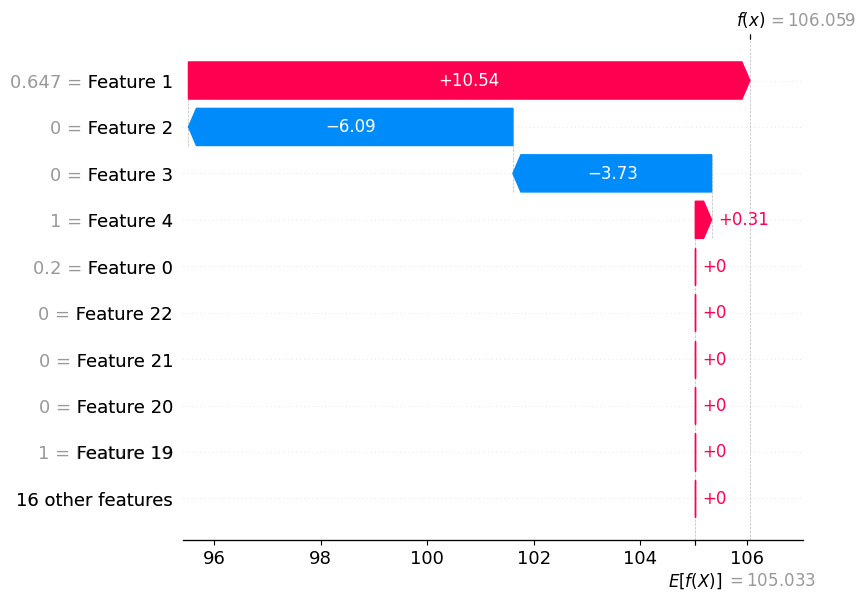 f(x) = 106.059
0.647 = Feature 1
+10.54
0 = Feature 2
−6.09
0 = Feature 3
−3.73
1 = Feature 4
+0.31
0.2 = Feature 0
+0
0 = Feature 22
+0
0 = Feature 21
+0
0 = Feature 20
+0
1 = Feature 19
+0
16 other features
+0
96 98 100 102 104 106
E[f(X)] = 105.033